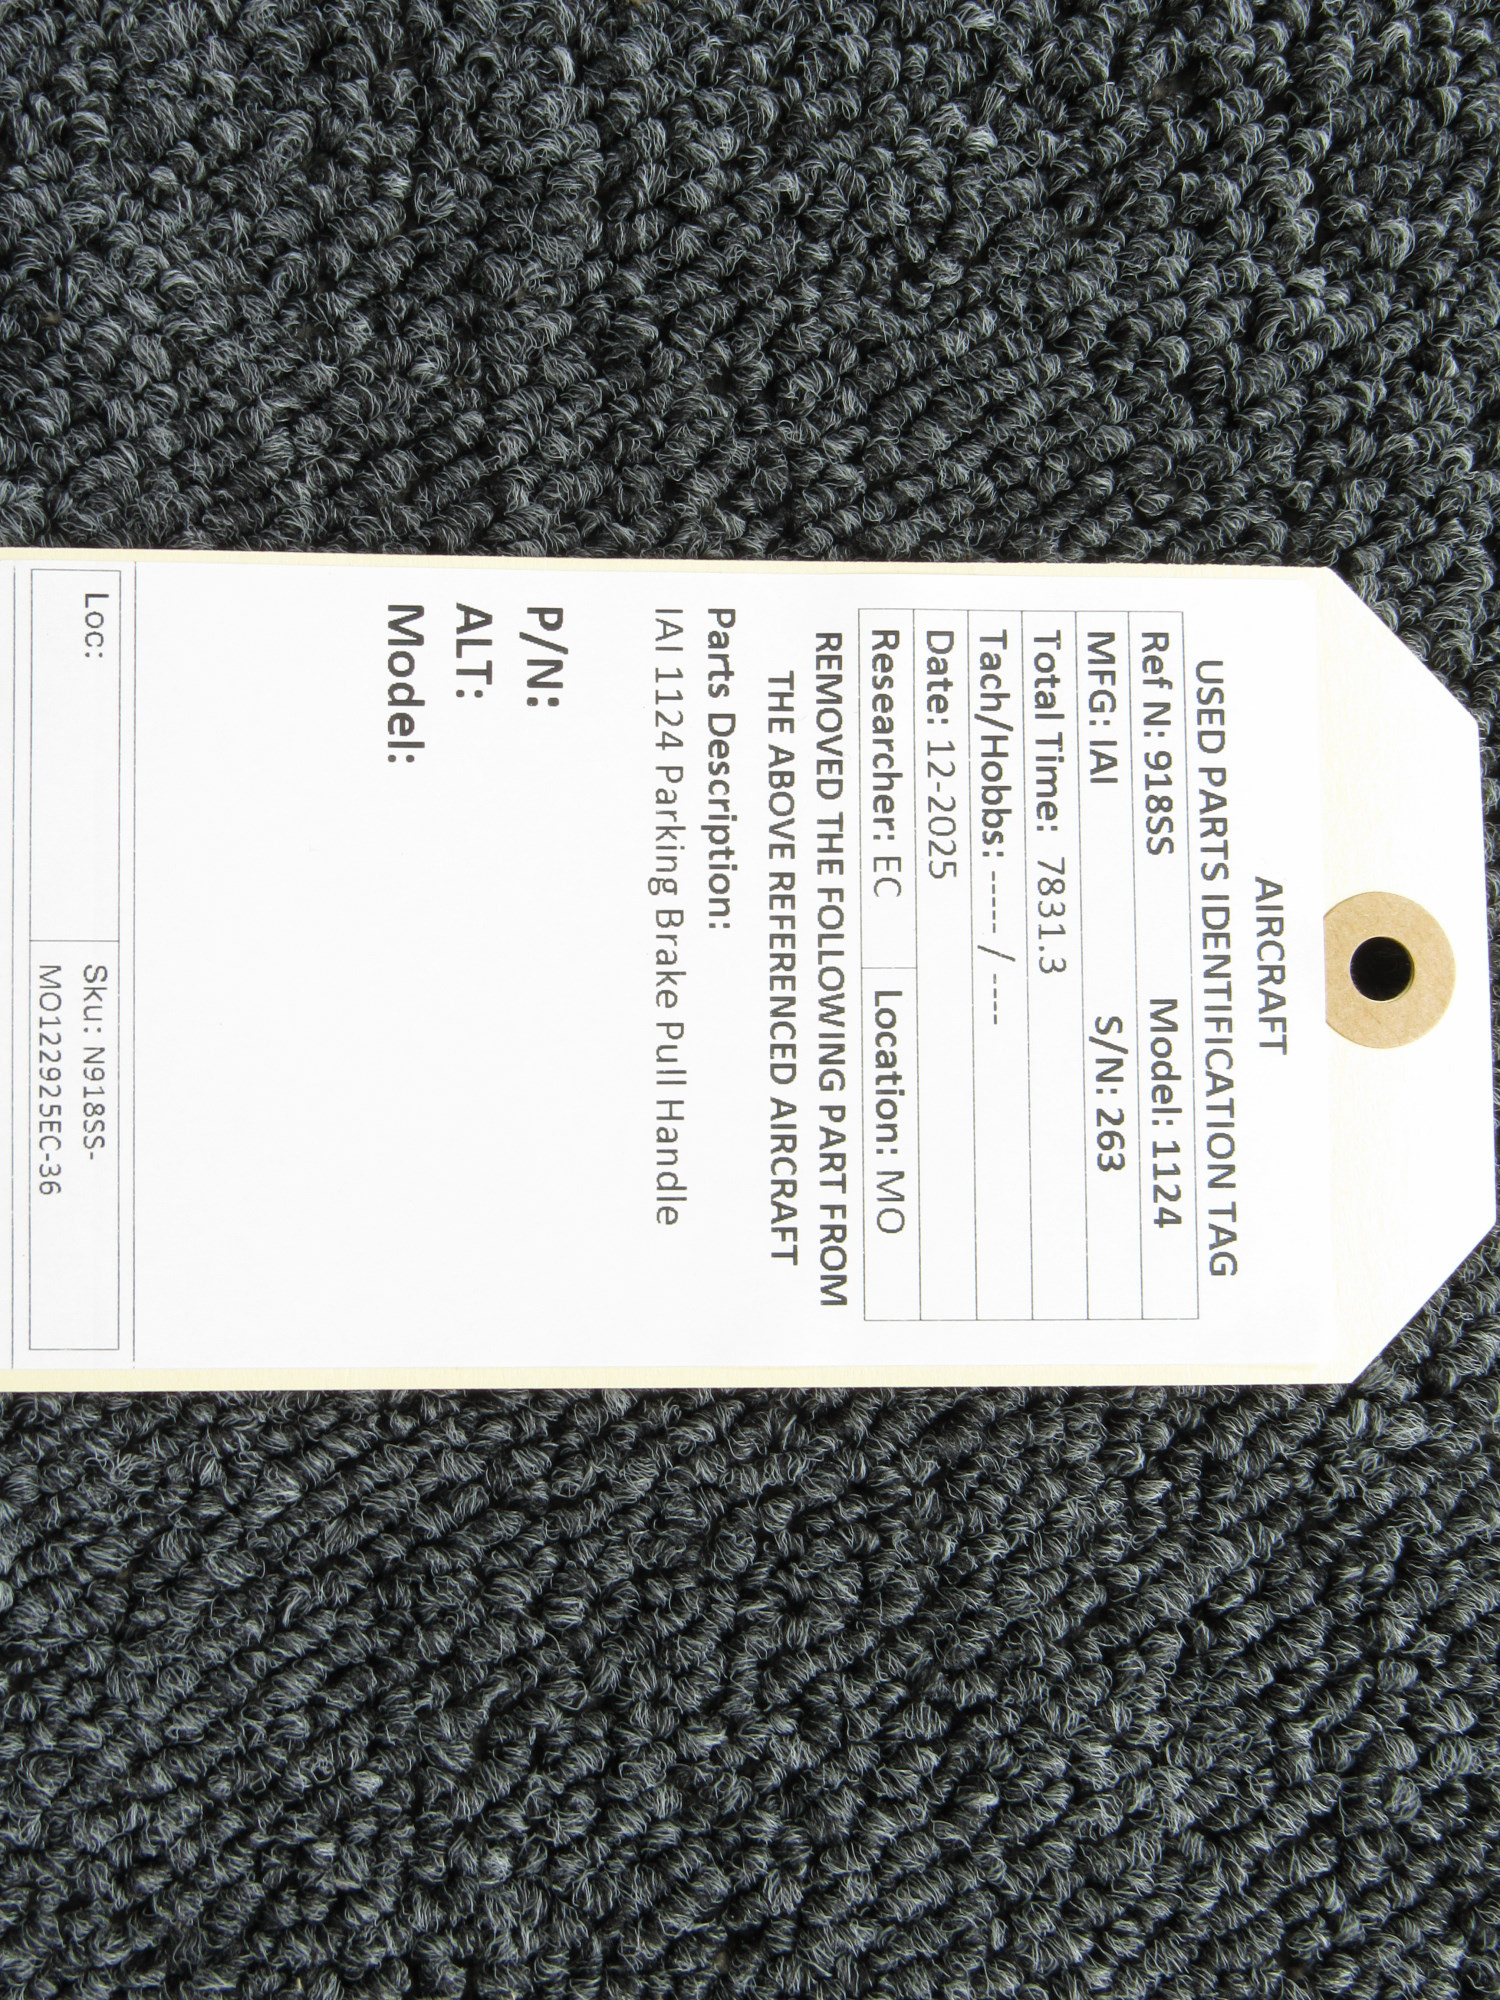 AIRCRAFT
USED PARTS IDENTIFICATION TAG
Ref N: 918SS Model: 1124
MFG: IAI S/N: 263
Total Time: 7831.3
Tach/Hobbs: ----- / ----
Date: 12-2025
Researcher: EC Location: MO
REMOVED THE FOLLOWING PART FROM
THE ABOVE REFERENCED AIRCRAFT
Parts Description:
IAI 1124 Parking Brake Pull Handle
P/N:
ALT:
Model:
Loc: Sku: N918SS-
MO122925EC-36